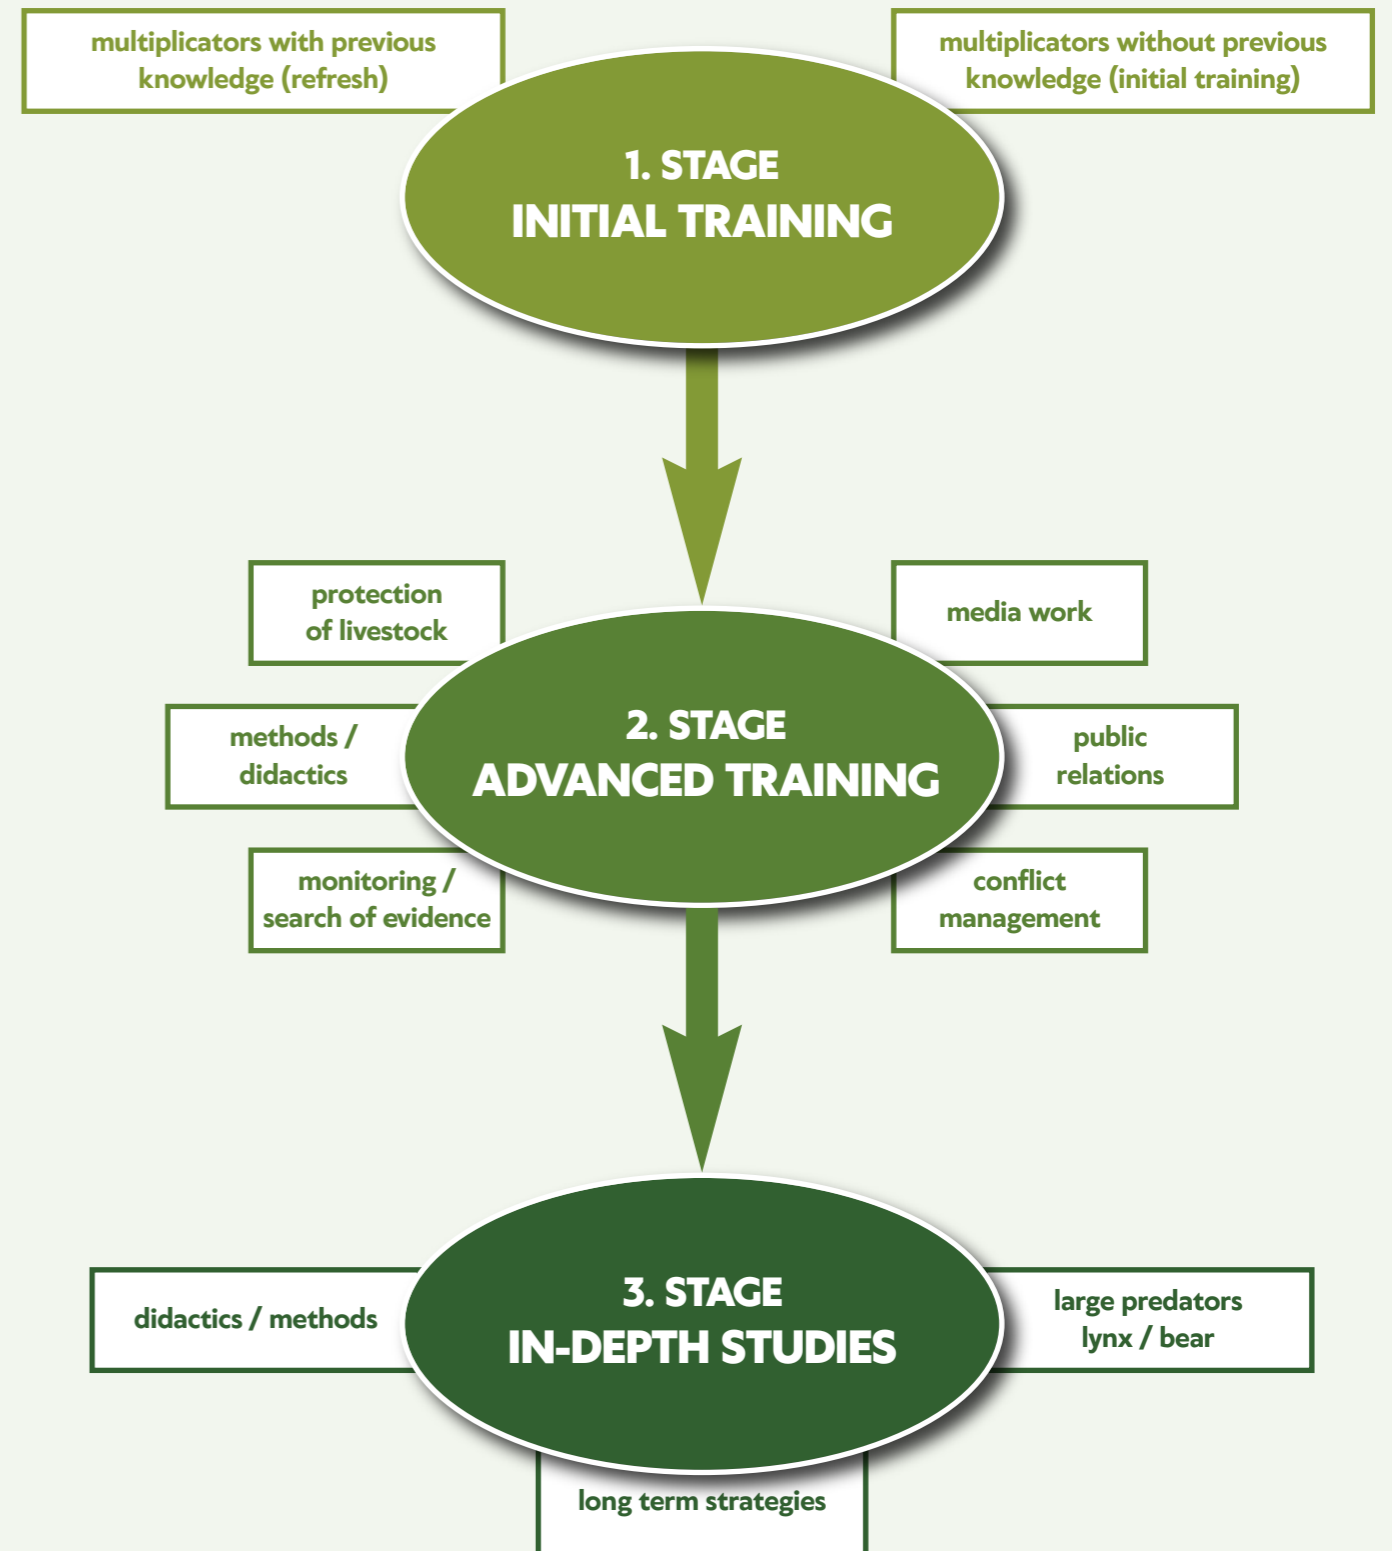 multiplicators with previous
knowledge (refresh)
multiplicators without previous
knowledge (initial training)
1. STAGE
INITIAL TRAINING
protection
of livestock
media work
methods /
didactics
2. STAGE
ADVANCED TRAINING
public
relations
monitoring /
search of evidence
conflict
management
didactics / methods
3. STAGE
IN-DEPTH STUDIES
large predators
lynx / bear
long term strategies